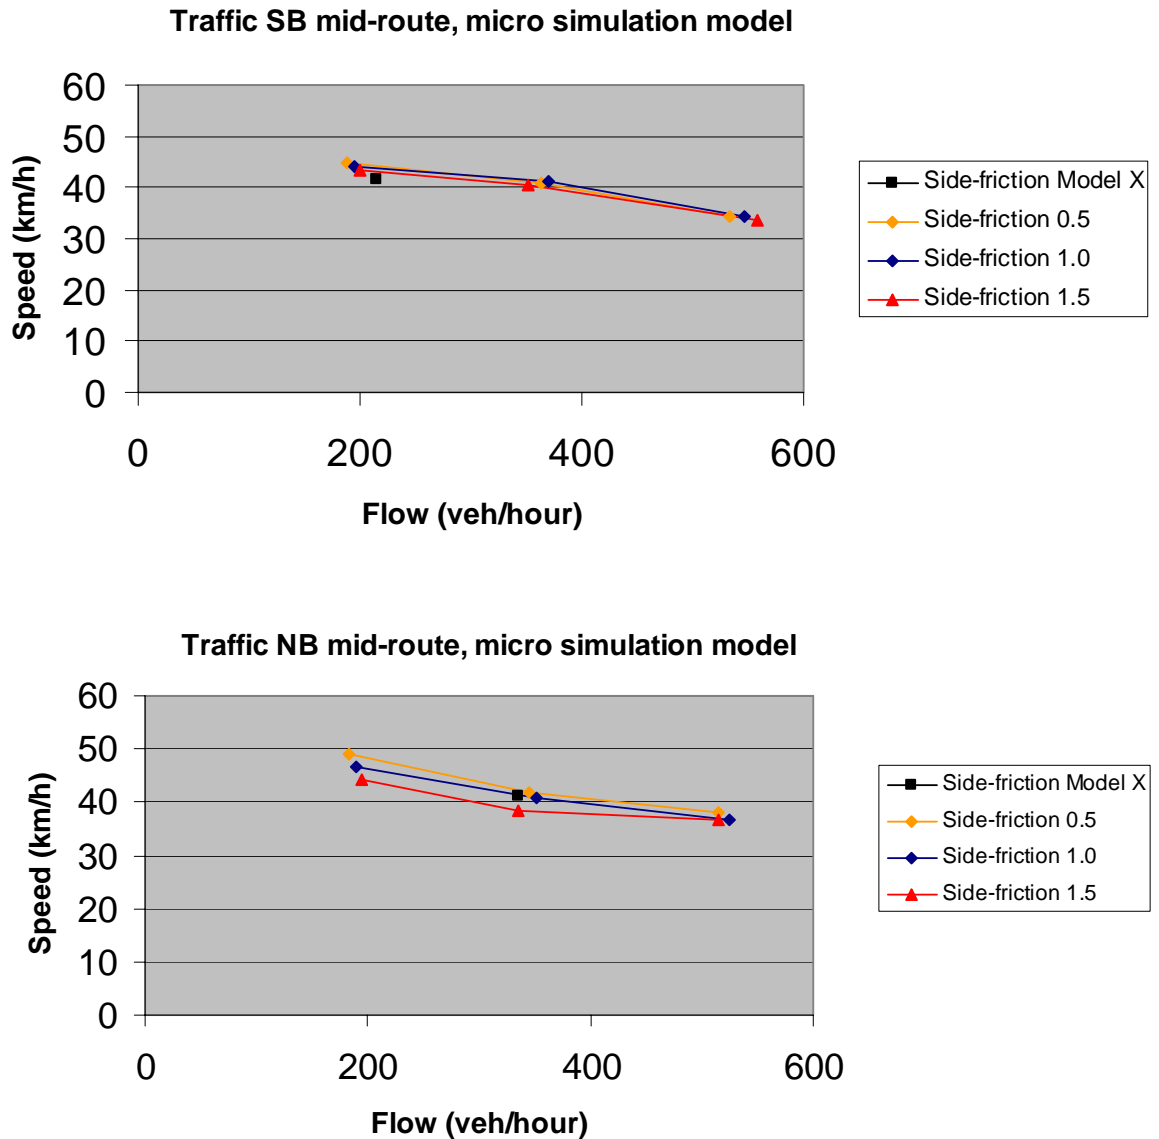 Traffic SB mid-route, micro simulation model
60
50
40
30
20
10
0
Speed (km/h)
0 200 400 600
Flow (veh/hour)
Side-friction Model X
Side-friction 0.5
Side-friction 1.0
Side-friction 1.5
Traffic NB mid-route, micro simulation model
60
50
40
30
20
10
0
Speed (km/h)
0 200 400 600
Flow (veh/hour)
Side-friction Model X
Side-friction 0.5
Side-friction 1.0
Side-friction 1.5